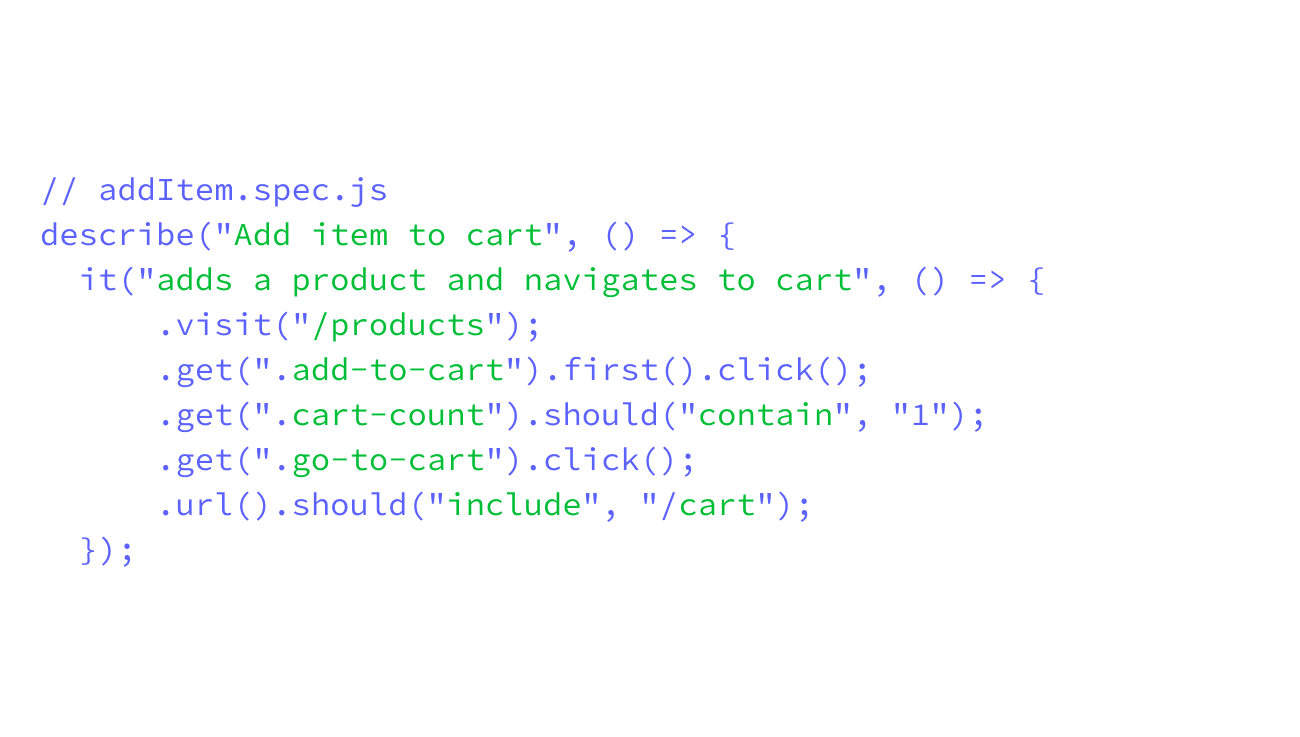 // addItem.spec.js
describe("Add item to cart", () => {
  it("adds a product and navigates to cart", () => {
      .visit("/products");
      .get(".add-to-cart").first().click();
      .get(".cart-count").should("contain", "1");
      .get(".go-to-cart").click();
      .url().should("include", "/cart");
  });